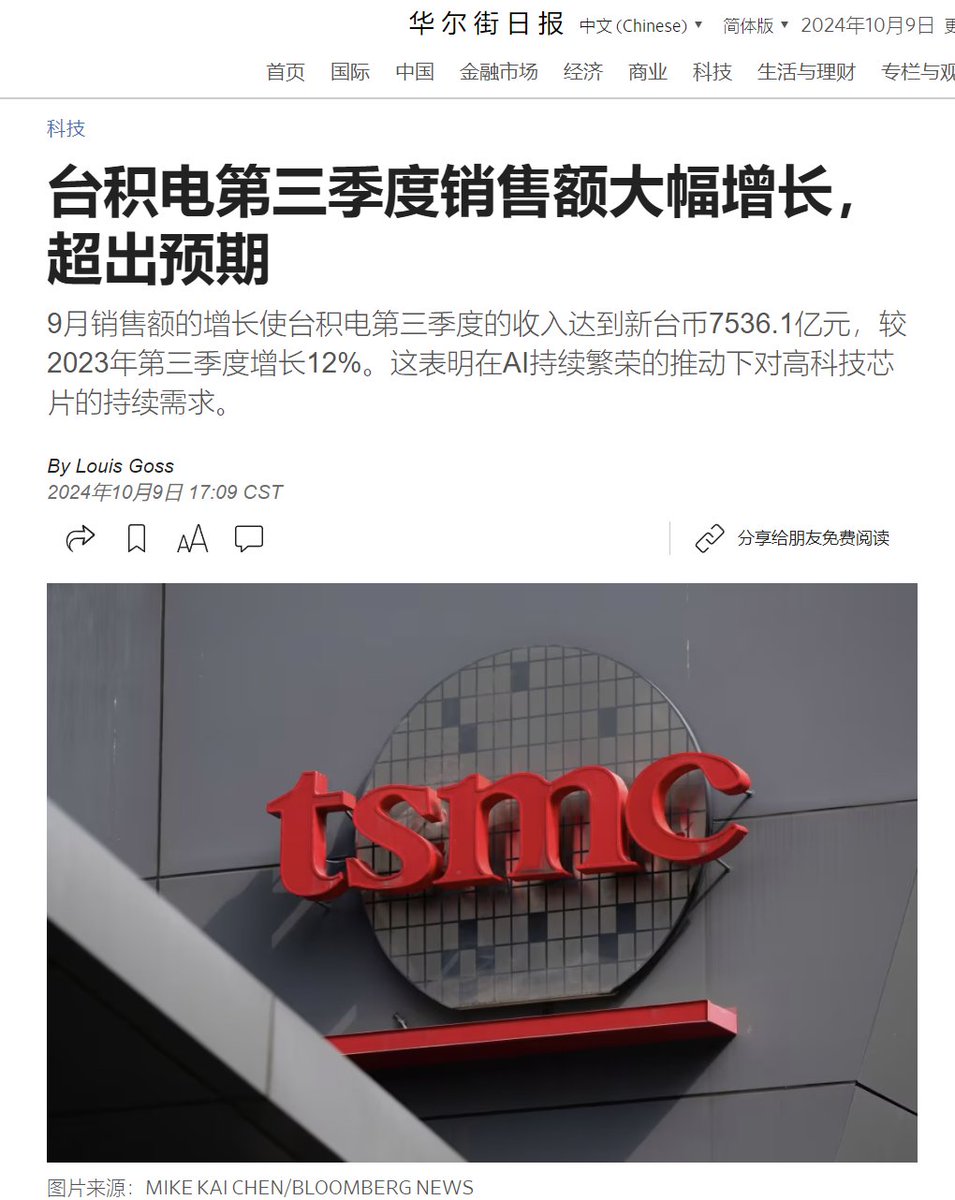 华尔街日报 中文(Chinese) 简体版 2024年10月9日
首页 国际 中国 金融市场 经济 商业 科技 生活与理财 专栏与观
科技
台积电第三季度销售额大幅增长，
超出预期
9月销售额的增长使台积电第三季度的收入达到新台币7536.1亿元，较
2023年第三季度增长12%。这表明在AI持续繁荣的推动下对高科技芯
片的持续需求。
By Louis Goss
2024年10月9日 17:09 CST
AA 分享给朋友免费阅读
tsmc
图片来源：MIKE KAI CHEN/BLOOMBERG NEWS